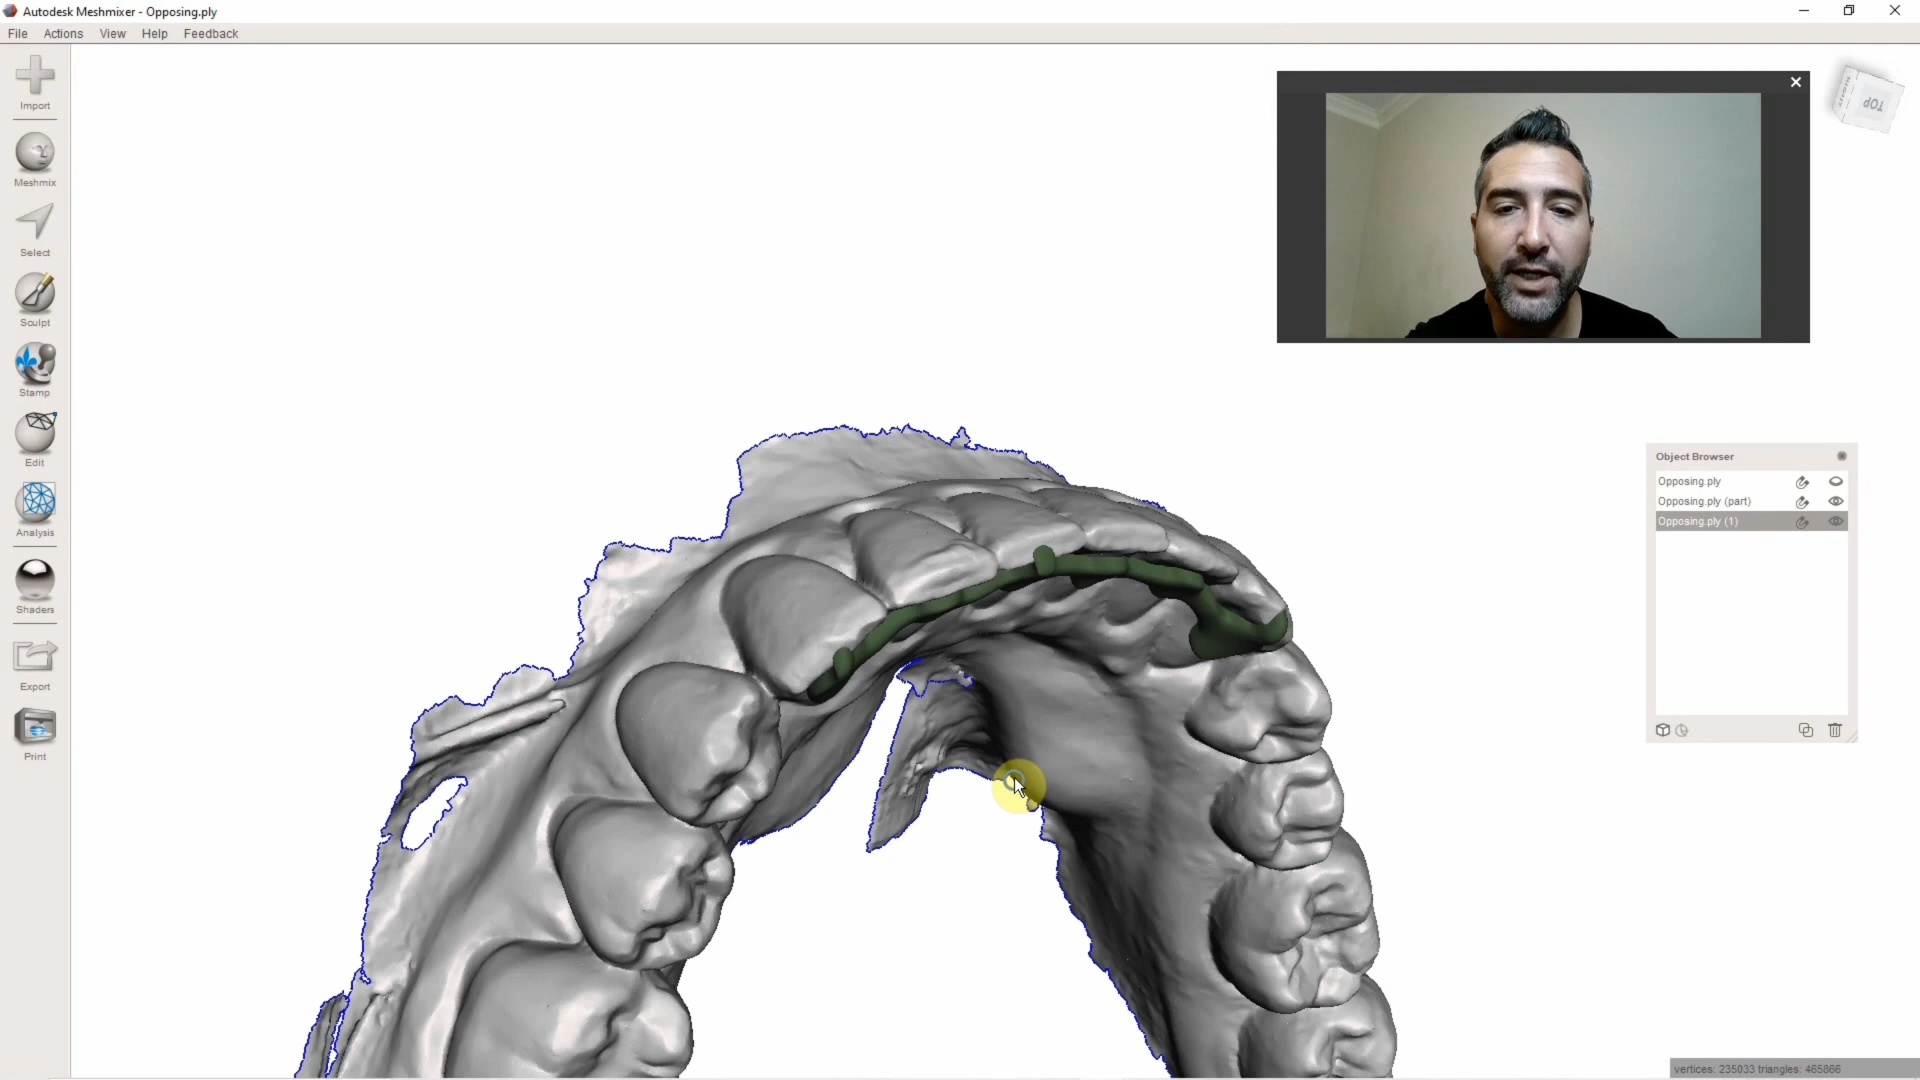 Autodesk Meshmixer - Opposing.ply
File Actions View Help Feedback
Import
Meshmix
Select
Sculpt
Stamp
Edit
Analysis
Shaders
Export
Print
TOP
Object Browser
Opposing.ply
Opposing.ply (part)
Opposing.ply (1)
vertices: 235033 triangles: 465866